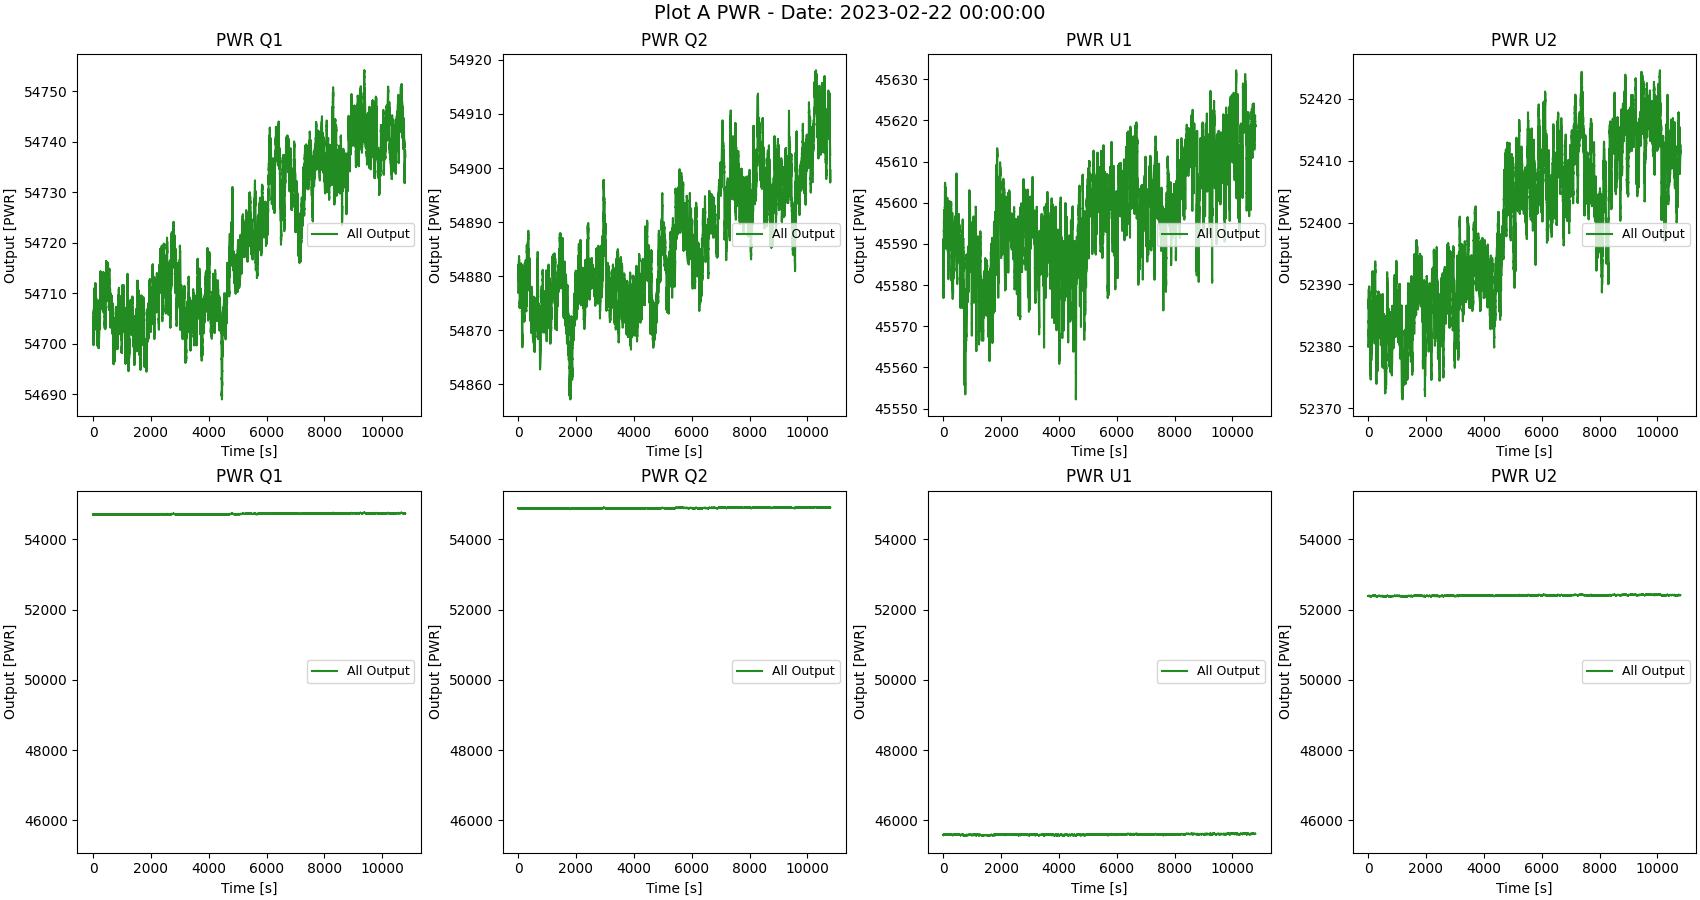 Plot A PWR - Date: 2023-02-22 00:00:00
PWR Q1
Output [PWR]
54750
54740
54730
54720
54710
54700
54690
All Output
0 2000 4000 6000 8000 10000
Time [s]
PWR Q2
Output [PWR]
54920
54910
54900
54890
54880
54870
54860
All Output
0 2000 4000 6000 8000 10000
Time [s]
PWR U1
Output [PWR]
45630
45620
45610
45600
45590
45580
45570
45560
45550
All Output
0 2000 4000 6000 8000 10000
Time [s]
PWR U2
Output [PWR]
52420
52410
52400
52390
52380
52370
All Output
0 2000 4000 6000 8000 10000
Time [s]
PWR Q1
Output [PWR]
54000
52000
50000
48000
46000
All Output
0 2000 4000 6000 8000 10000
Time [s]
PWR Q2
Output [PWR]
54000
52000
50000
48000
46000
All Output
0 2000 4000 6000 8000 10000
Time [s]
PWR U1
Output [PWR]
54000
52000
50000
48000
46000
All Output
0 2000 4000 6000 8000 10000
Time [s]
PWR U2
Output [PWR]
54000
52000
50000
48000
46000
All Output
0 2000 4000 6000 8000 10000
Time [s]